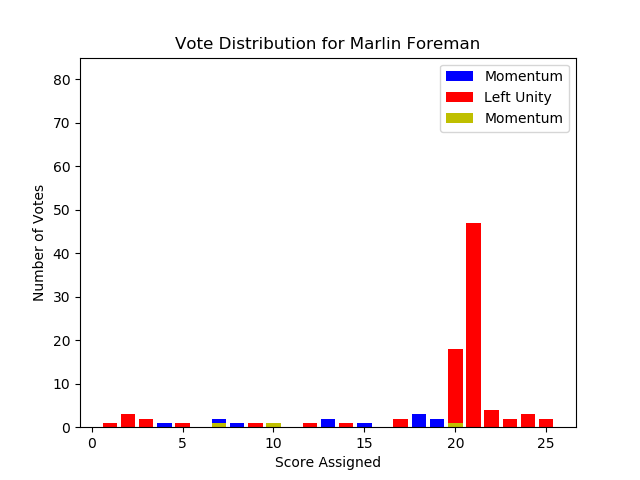 Vote Distribution for Marlin Foreman
80
70
60
50
40
30
20
10
0
Number of Votes
Momentum
Left Unity
Momentum
0 5 10 15 20 25
Score Assigned